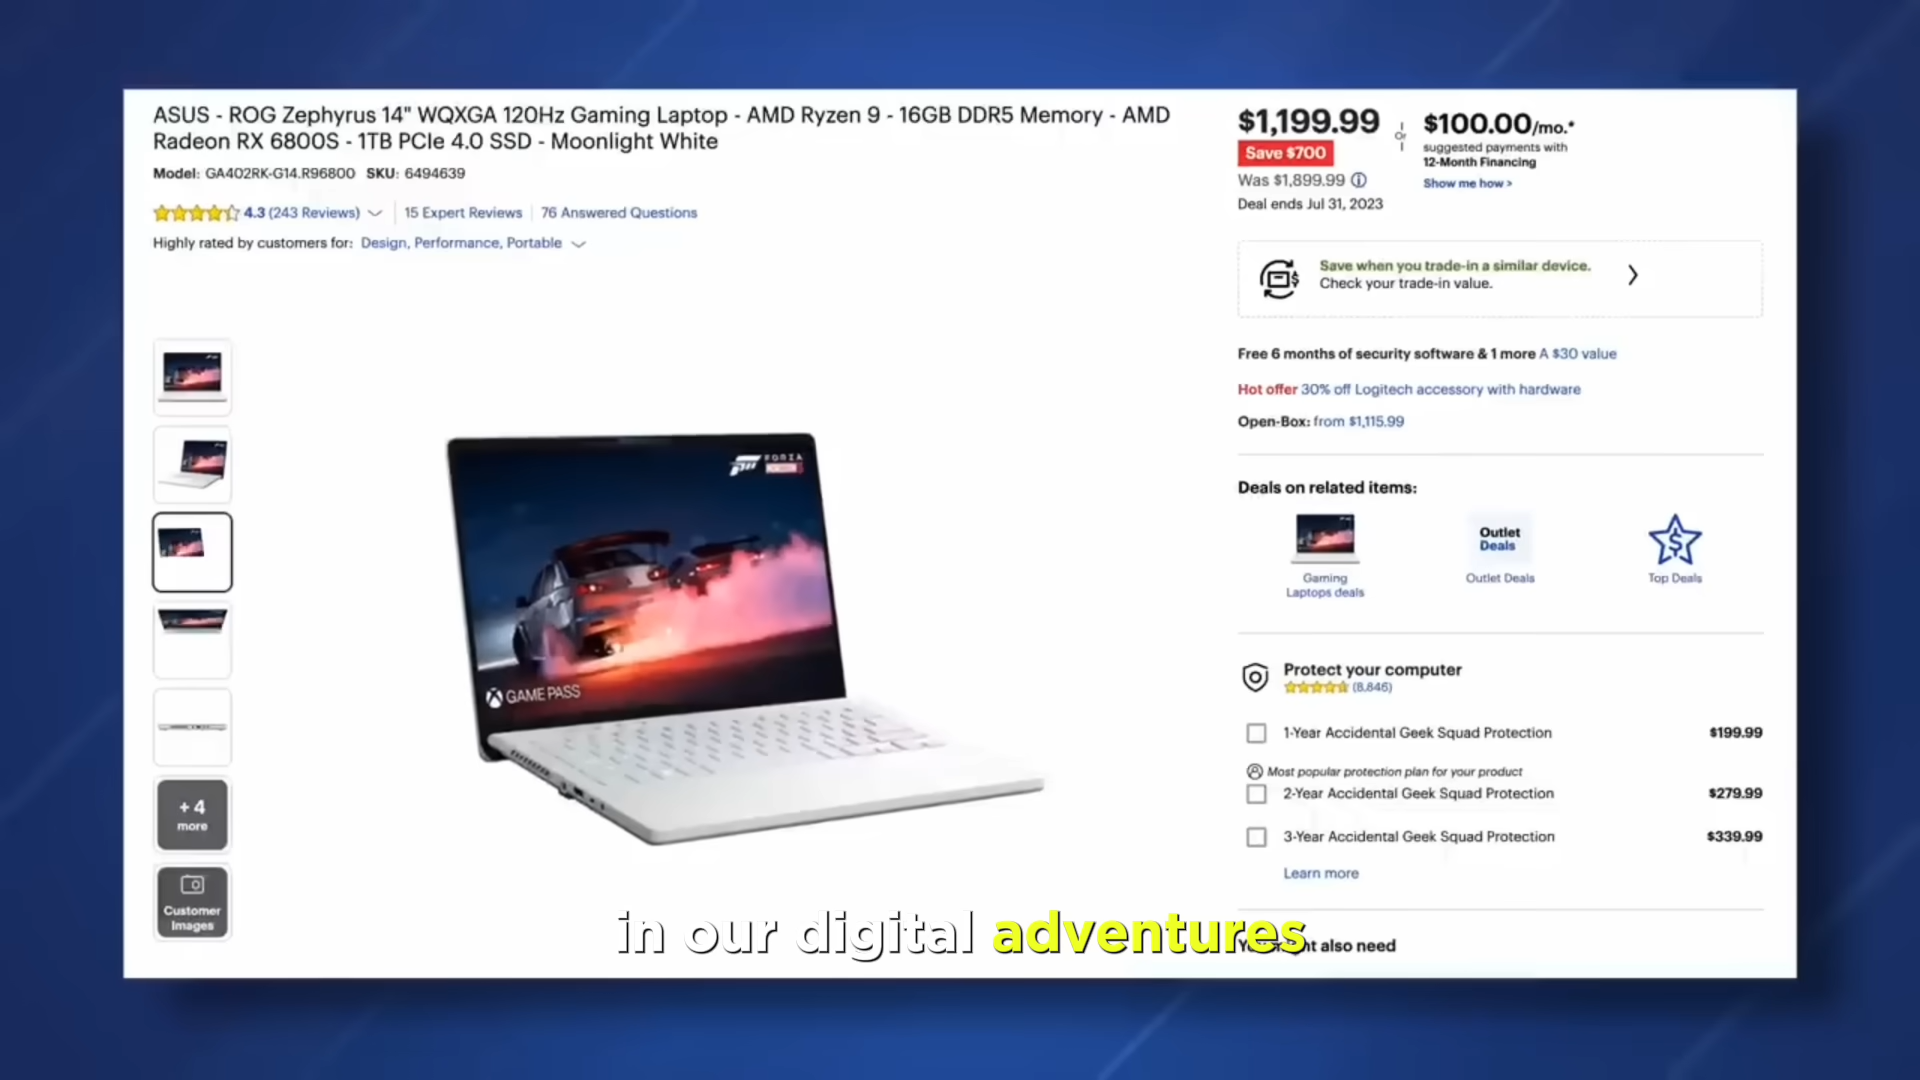 ASUS - ROG Zephyrus 14" WQXGA 120Hz Gaming Laptop - AMD Ryzen 9 - 16GB DDR5 Memory - AMD
Radeon RX 6800S - 1TB PCIe 4.0 SSD - Moonlight White
Model: GA402RK-G14.R96800 SKU: 6494639
4.3 (243 Reviews) 15 Expert Reviews 76 Answered Questions
Highly rated by customers for: Design, Performance, Portable
+ 4
more
Customer
Images
FORZA
GAME PASS
$1,199.99
Save $700
Was $1,899.99
Deal ends Jul 31, 2023
Or
$100.00/mo.*
suggested payments with
12-Month Financing
Show me how >
Save when you trade-in a similar device.
Check your trade-in value.
Free 6 months of security software & 1 more A $30 value
Hot offer 30% off Logitech accessory with hardware
Open-Box: from $1,115.99
Deals on related items:
Gaming
Laptops deals
Outlet
Deals
Outlet Deals
Top Deals
Protect your computer
(8,846)
1-Year Accidental Geek Squad Protection $199.99
Most popular protection plan for your product
2-Year Accidental Geek Squad Protection $279.99
3-Year Accidental Geek Squad Protection $339.99
Learn more
also need
in our digital adventures